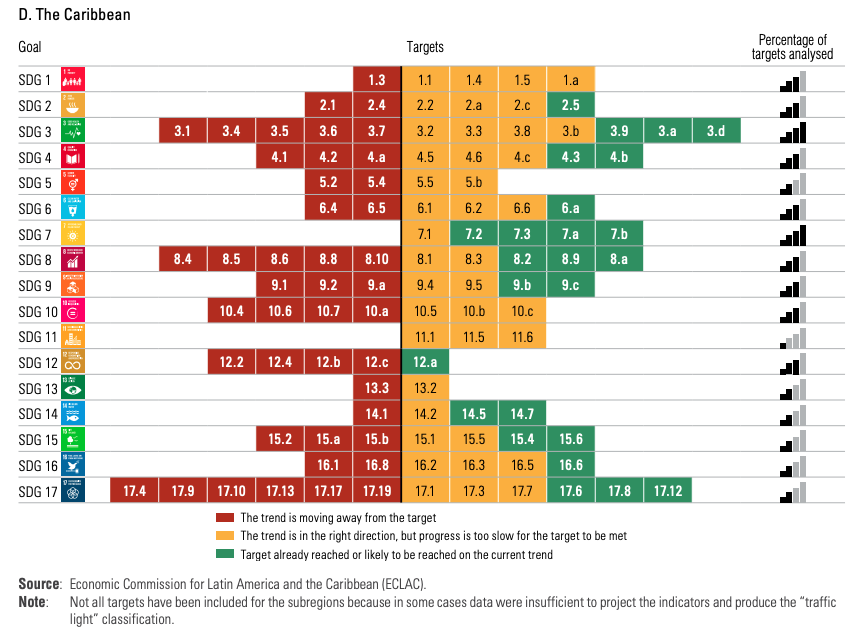 D. The Caribbean
Goal Targets Percentage of
targets analysed
SDG 1 1.3 1.1 1.4 1.5 1.a
SDG 2 2.1 2.4 2.2 2.a 2.c 2.5
SDG 3 3.1 3.4 3.5 3.6 3.7 3.2 3.3 3.8 3.b 3.9 3.a 3.d
SDG 4 4.1 4.2 4.a 4.5 4.6 4.c 4.3 4.b
SDG 5 5.2 5.4 5.5 5.b
SDG 6 6.4 6.5 6.1 6.2 6.6 6.a
SDG 7 7.1 7.2 7.3 7.a 7.b
SDG 8 8.4 8.5 8.6 8.8 8.10 8.1 8.3 8.2 8.9 8.a
SDG 9 9.1 9.2 9.a 9.4 9.5 9.b 9.c
SDG 10 10.4 10.6 10.7 10.a 10.5 10.b 10.c
SDG 11 11.1 11.5 11.6
SDG 12 12.2 12.4 12.b 12.c 12.a
SDG 13 13.3 13.2
SDG 14 14.1 14.2 14.5 14.7
SDG 15 15.2 15.a 15.b 15.1 15.5 15.4 15.6
SDG 16 16.1 16.8 16.2 16.3 16.5 16.6
SDG 17 17.4 17.9 17.10 17.13 17.17 17.19 17.1 17.3 17.7 17.6 17.8 17.12
The trend is moving away from the target
The trend is in the right direction, but progress is too slow for the target to be met
Target already reached or likely to be reached on the current trend
Source: Economic Commission for Latin America and the Caribbean (ECLAC).
Note: Not all targets have been included for the subregions because in some cases data were insufficient to project the indicators and produce the “traffic
light” classification.